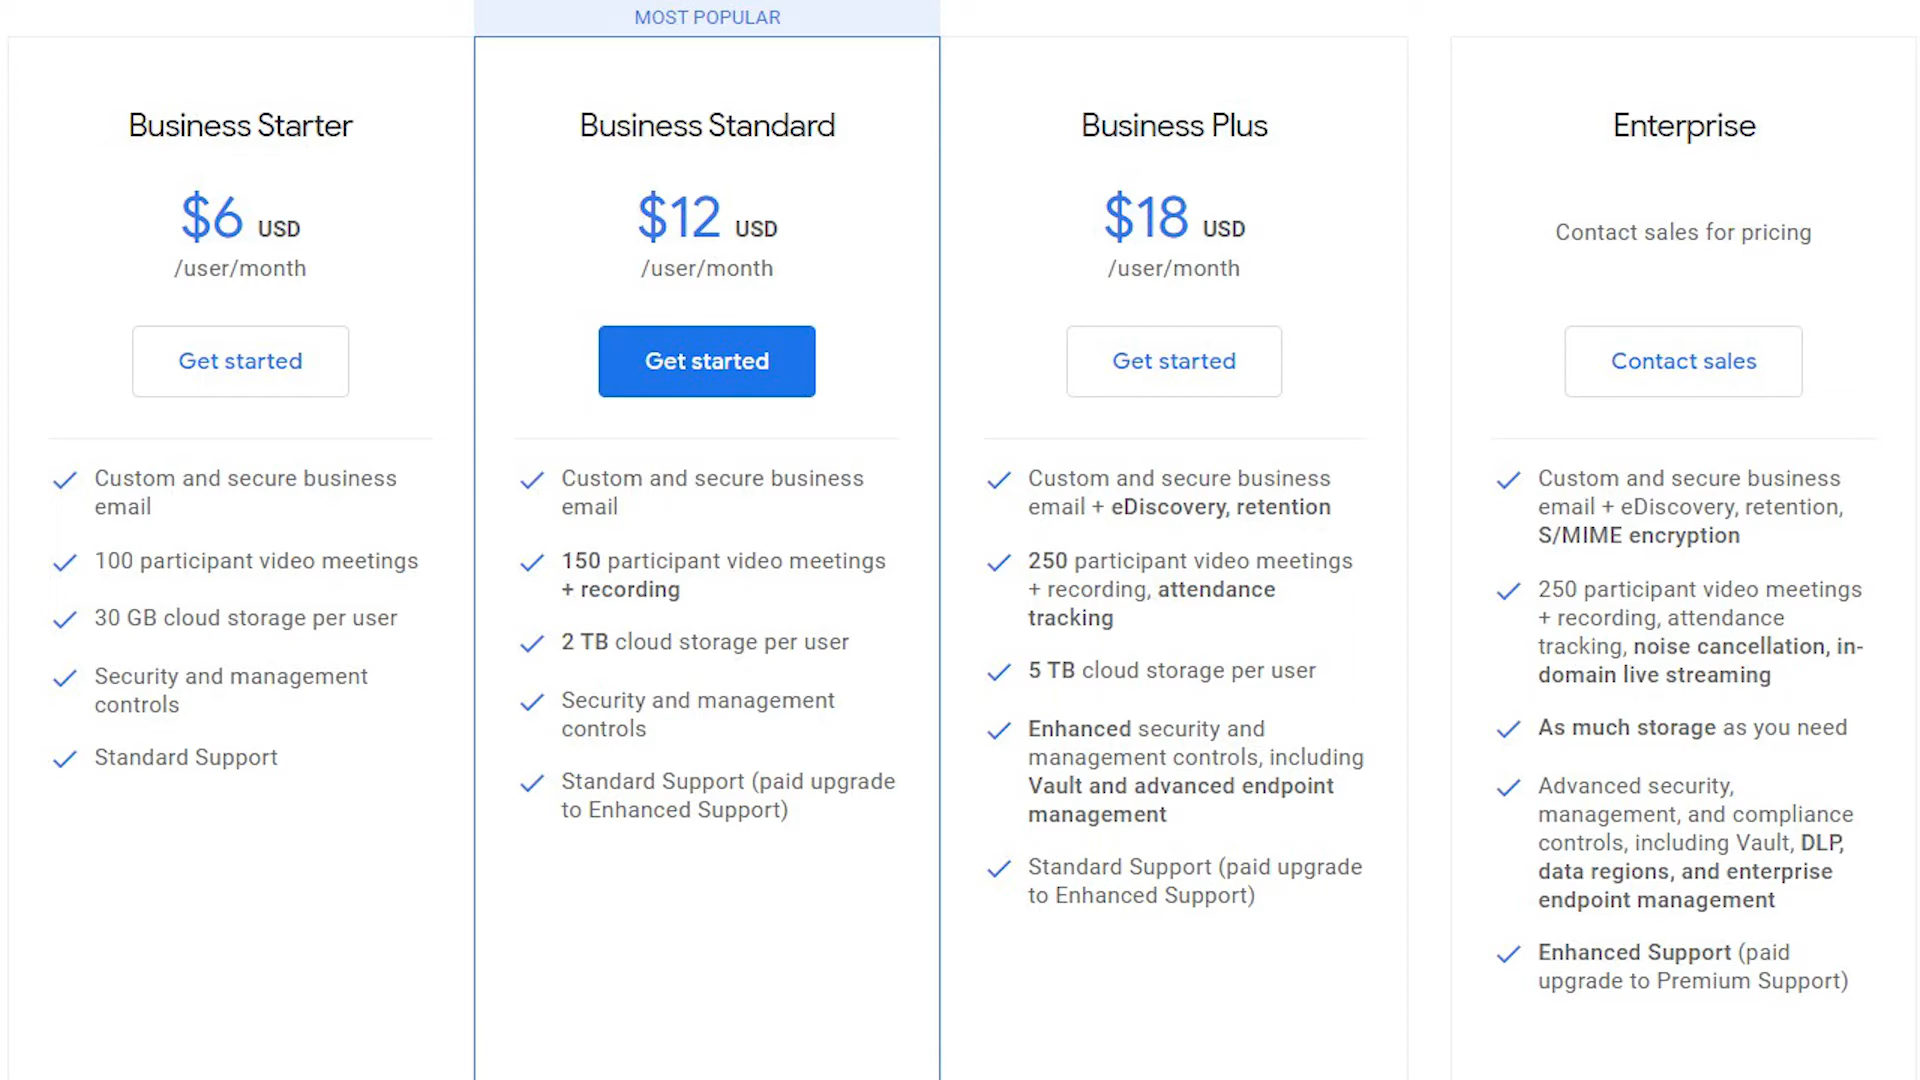 MOST POPULAR
Business Starter
$6 USD
/user/month
Get started
Custom and secure business
email
100 participant video meetings
30 GB cloud storage per user
Security and management
controls
Standard Support
Business Standard
$12 USD
/user/month
Get started
Custom and secure business
email
150 participant video meetings
+ recording
2 TB cloud storage per user
Security and management
controls
Standard Support (paid upgrade
to Enhanced Support)
Business Plus
$18 USD
/user/month
Get started
Custom and secure business
email + eDiscovery, retention
250 participant video meetings
+ recording, attendance
tracking
5 TB cloud storage per user
Enhanced security and
management controls, including
Vault and advanced endpoint
management
Standard Support (paid upgrade
to Enhanced Support)
Enterprise
Contact sales for pricing
Contact sales
Custom and secure business
email + eDiscovery, retention,
S/MIME encryption
250 participant video meetings
+ recording, attendance
tracking, noise cancellation, in-
domain live streaming
As much storage as you need
Advanced security,
management, and compliance
controls, including Vault, DLP,
data regions, and enterprise
endpoint management
Enhanced Support (paid
upgrade to Premium Support)